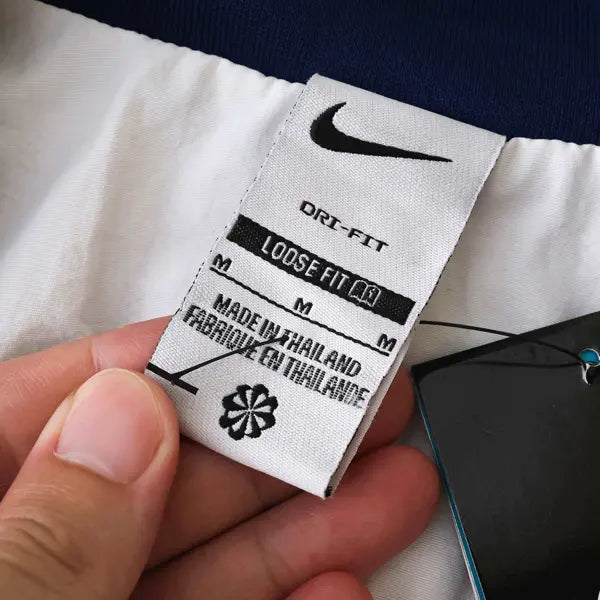 DRI-FIT
LOOSE FIT
M M M
MADE IN THAILAND
FABRIQUE EN THAILANDE